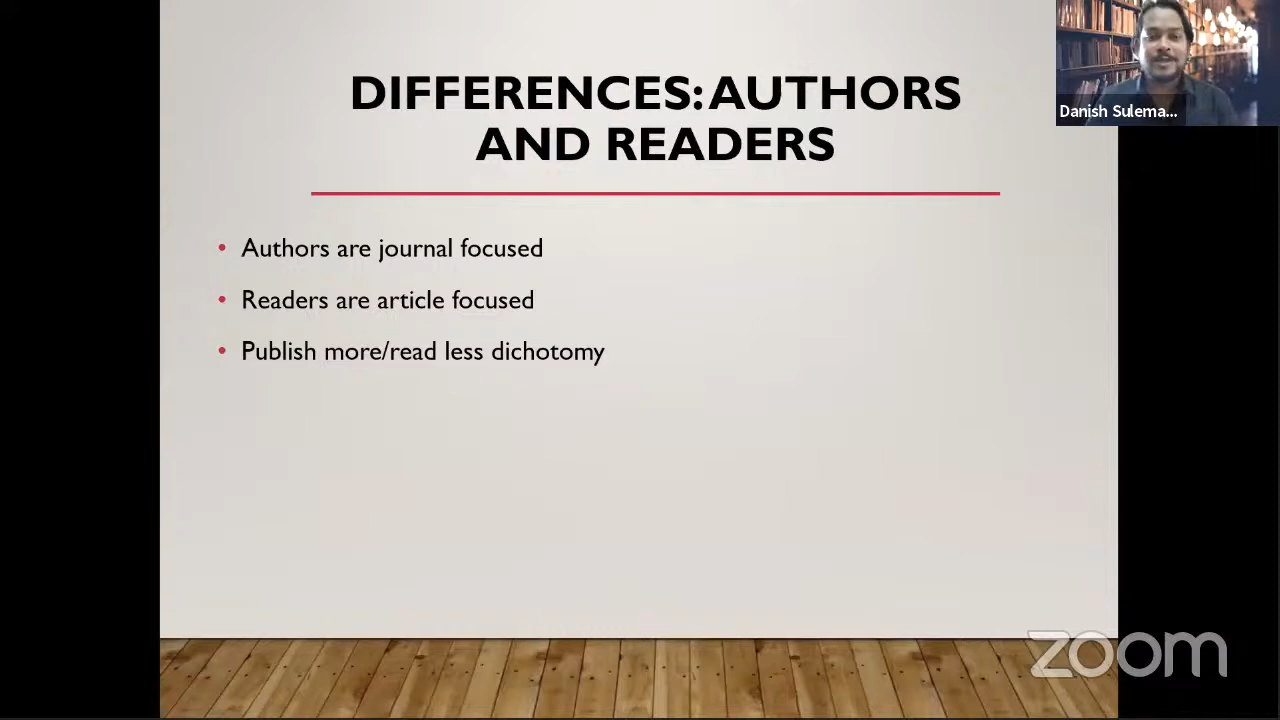 DIFFERENCES: AUTHORS
AND READERS
Danish Sulema...
• Authors are journal focused
• Readers are article focused
• Publish more/read less dichotomy
zoom